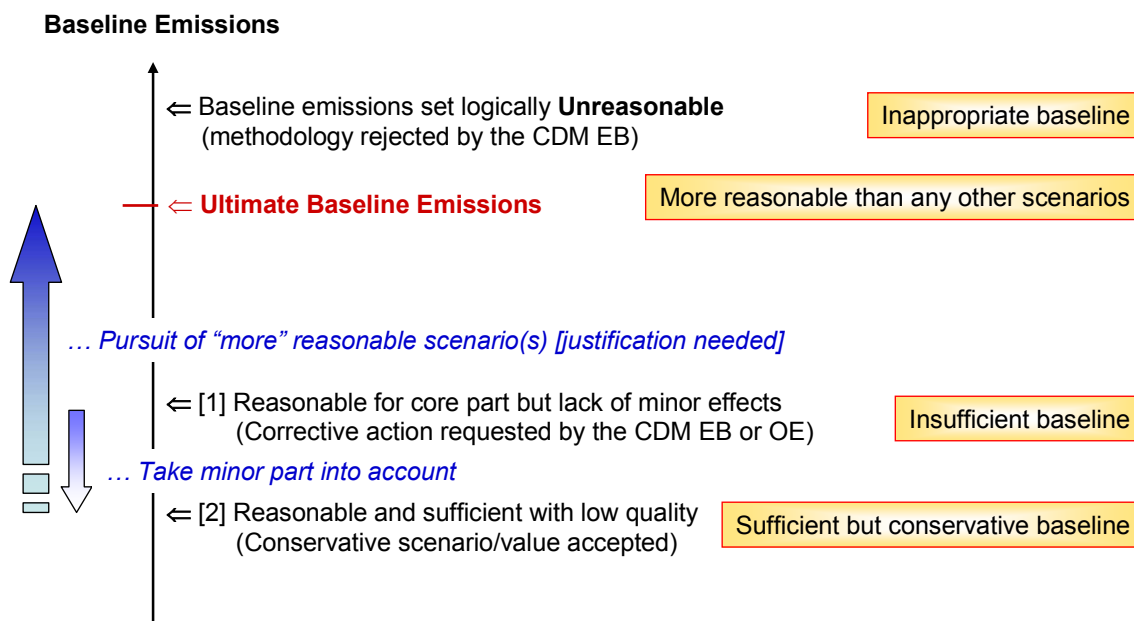 Baseline Emissions
⇐ Baseline emissions set logically Unreasonable
(methodology rejected by the CDM EB)
Inappropriate baseline
⇐ Ultimate Baseline Emissions
More reasonable than any other scenarios
… Pursuit of “more” reasonable scenario(s) [justification needed]
⇐ [1] Reasonable for core part but lack of minor effects
(Corrective action requested by the CDM EB or OE)
Insufficient baseline
… Take minor part into account
⇐ [2] Reasonable and sufficient with low quality
(Conservative scenario/value accepted)
Sufficient but conservative baseline